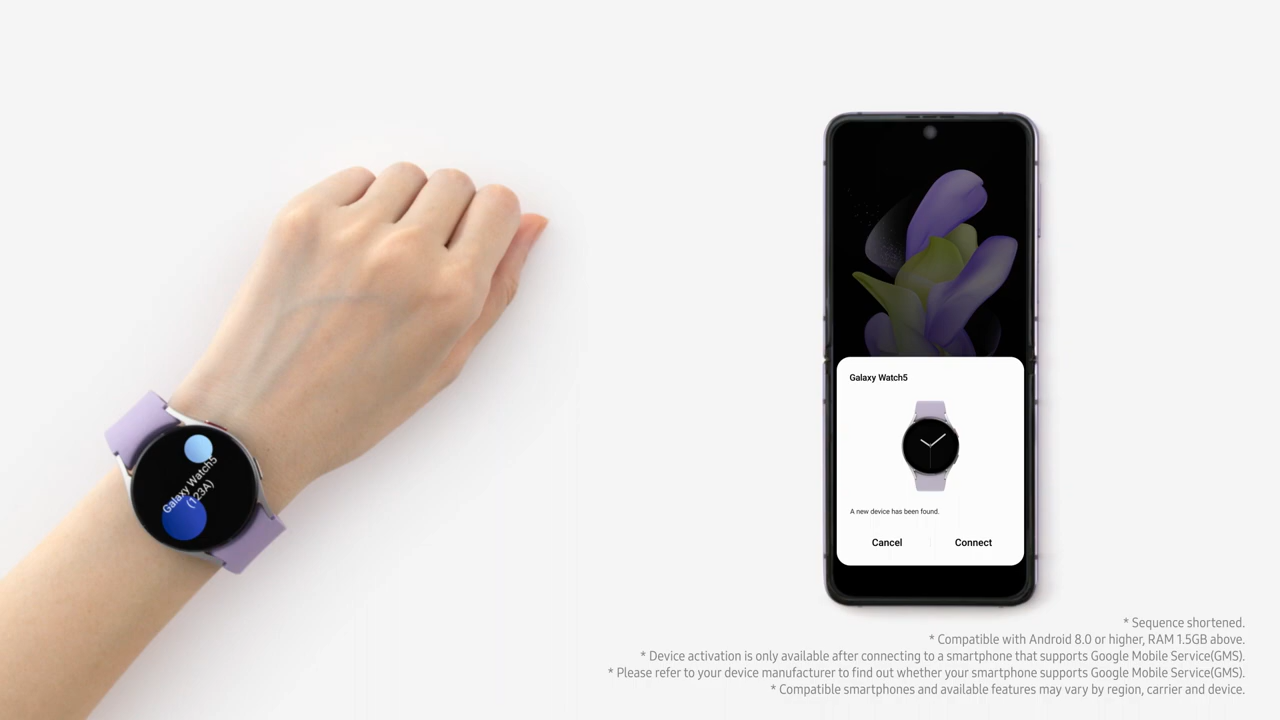 Galaxy Watch5
(123A)
Galaxy Watch5
A new device has been found.
Cancel
Connect
* Sequence shortened.
* Compatible with Android 8.0 or higher, RAM 1.5GB above.
* Device activation is only available after connecting to a smartphone that supports Google Mobile Service(GMS).
* Please refer to your device manufacturer to find out whether your smartphone supports Google Mobile Service(GMS).
* Compatible smartphones and available features may vary by region, carrier and device.